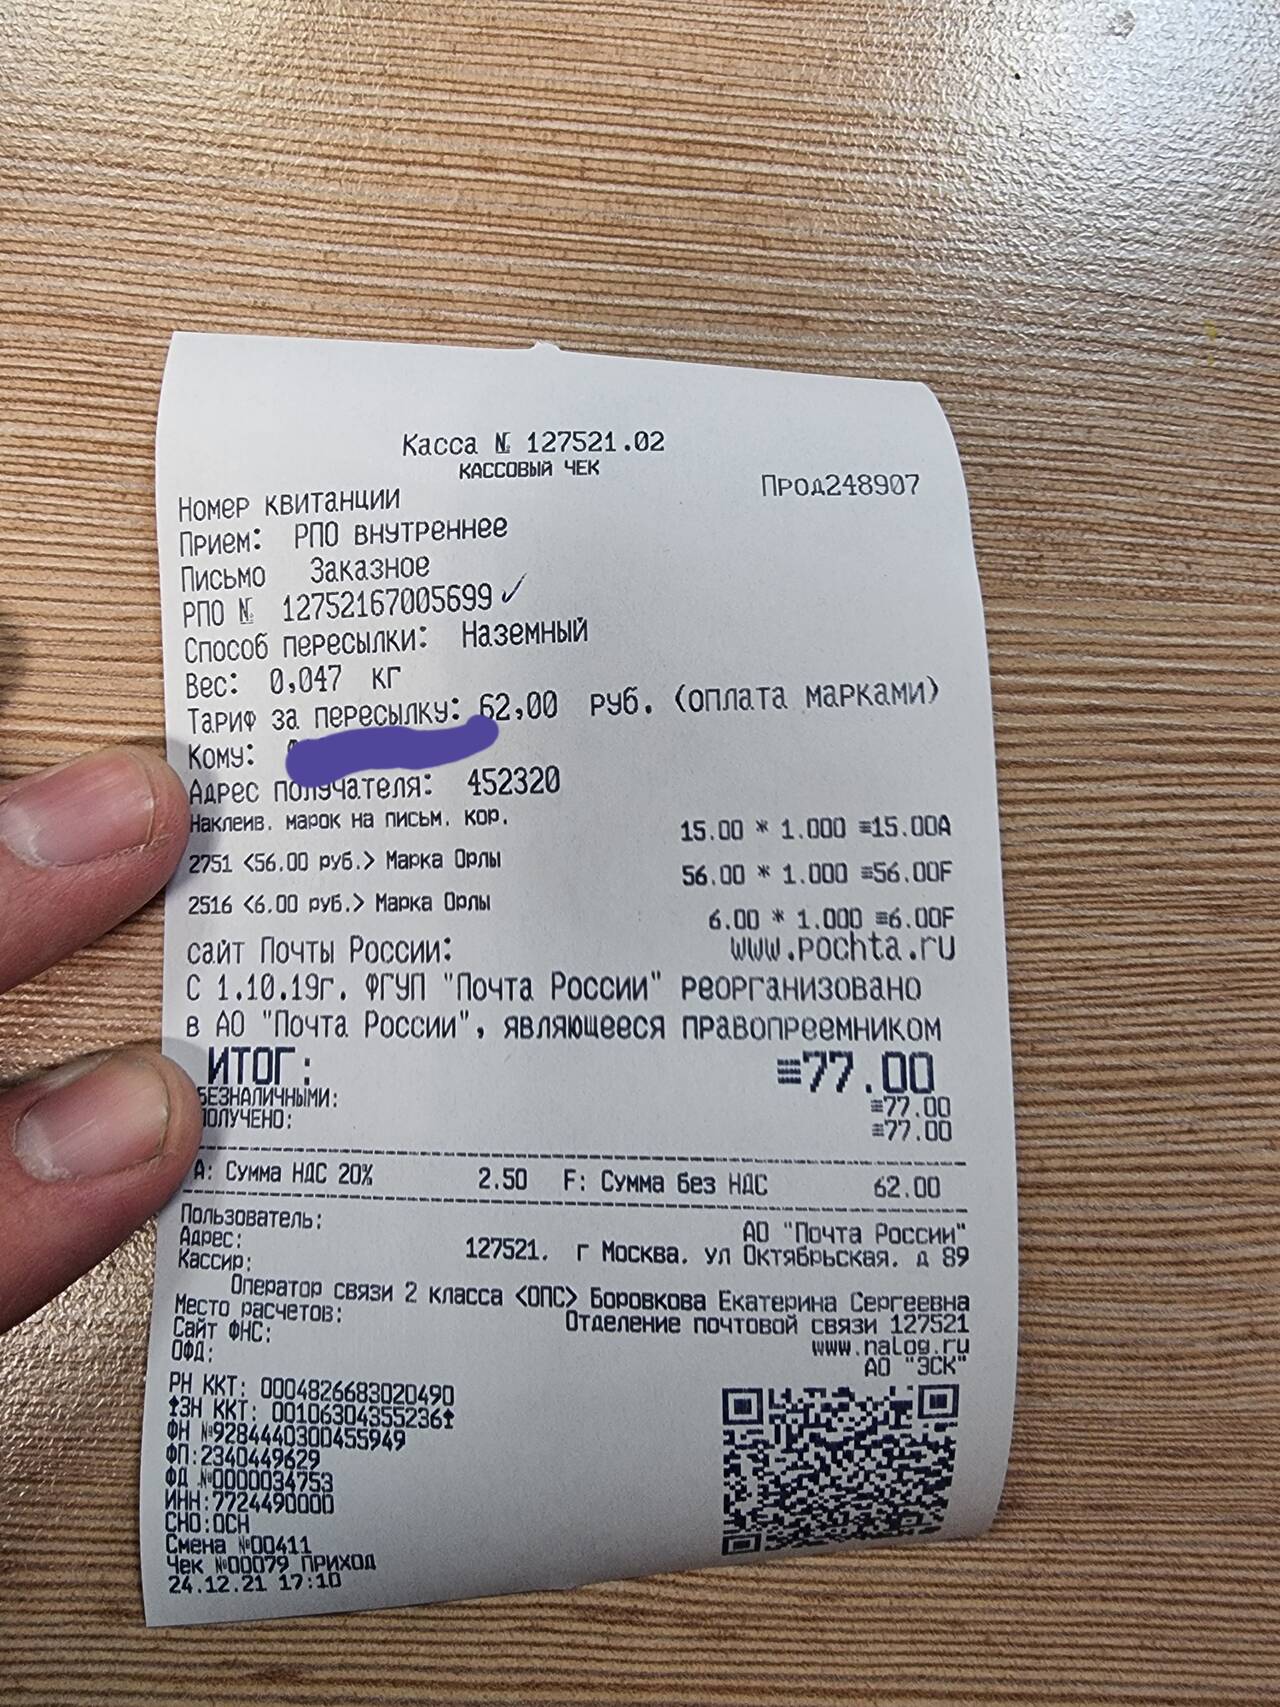 Касса № 127521.02
КАССОВЫЙ ЧЕК
Номер квитанции Прод248907
Прием: РПО внутреннее
Письмо Заказное
РПО № 12752167005699
Способ пересылки: Наземный
Вес: 0,047 кг
Тариф за пересылку: 62,00 руб. (оплата марками)
Кому:
Адрес получателя: 452320
Наклеив. марок на письм. кор.
15.00 * 1.000 ≡15.00А
2751 <56.00 руб.> Марка Орлы
56.00 * 1.000 ≡56.00F
2516 <6.00 руб.> Марка Орлы
6.00 * 1.000 ≡6.00F
сайт Почты России: www.pochta.ru
С 1.10.19г. ФГУП "Почта России" реорганизовано
в АО "Почта России", являющееся правопреемником
ИТОГ: ≡77.00
БЕЗНАЛИЧНЫМИ: ≡77.00
ПОЛУЧЕНО: ≡77.00
А: Сумма НДС 20% 2.50 F: Сумма без НДС 62.00
Пользователь: АО "Почта России"
Адрес: 127521. г Москва. ул Октябрьская. д 89
Кассир:
Оператор связи 2 класса <ОПС> Боровкова Екатерина Сергеевна
Место расчетов: Отделение почтовой связи 127521
Сайт ФНС: www.nalog.ru
ОФД: АО "ЭСК"
РН ККТ: 0004826683020490
ЗН ККТ: 00106304355236
ФН №9284440300455949
ФП:2340449629
ФД №0000034753
ИНН:7724490000
СНО:ОСН
Смена №00411
Чек №00079 ПРИХОД
24.12.21 17:10